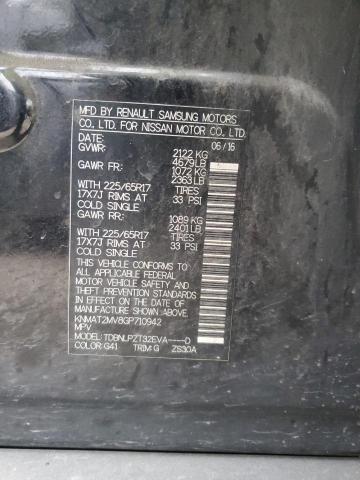 MFD BY RENAULT SAMSUNG MOTORS
CO. LTD. FOR NISSAN MOTOR CO. LTD.
DATE: 06/16
GVWR: 2122 KG
4679 LB
GAWR FR: 1072 KG
2363 LB
WITH 225/65R17 TIRES
17X7J RIMS AT 33 PSI
COLD SINGLE
GAWR RR: 1089 KG
2401 LB
WITH 225/65R17 TIRES
17X7J RIMS AT 33 PSI
COLD SINGLE
THIS VEHICLE CONFORMS TO
ALL APPLICABLE FEDERAL
MOTOR VEHICLE SAFETY AND
THEFT PREVENTION STANDARDS
IN EFFECT ON THE DATE OF
MANUFACTURE SHOWN ABOVE.
KNMAT2MV8GP710942
MPV
MODEL: TDBNLPZT32EVA-----D
COLOR: G41 TRIM: G ZS30A